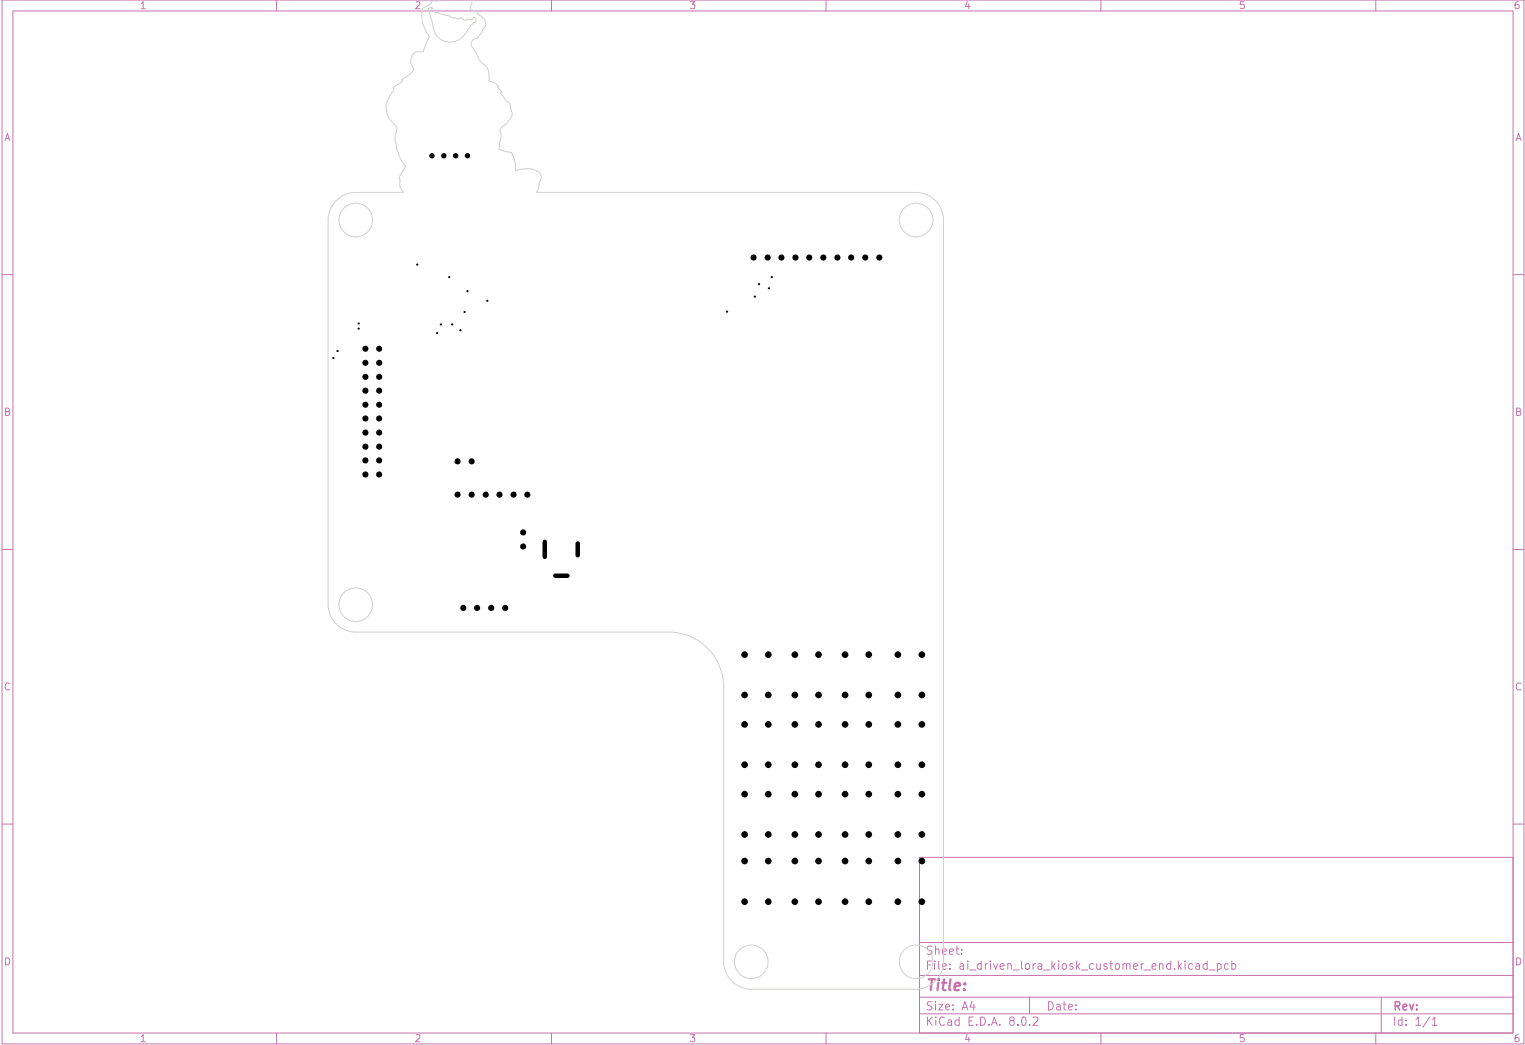 1 2 3 4 5 6
A A
B B
C C
D D
Sheet:
File: ai_driven_lora_kiosk_customer_end.kicad_pcb
Title:
Size: A4 Date: Rev:
KiCad E.D.A. 8.0.2 Id: 1/1
1 2 3 4 5 6